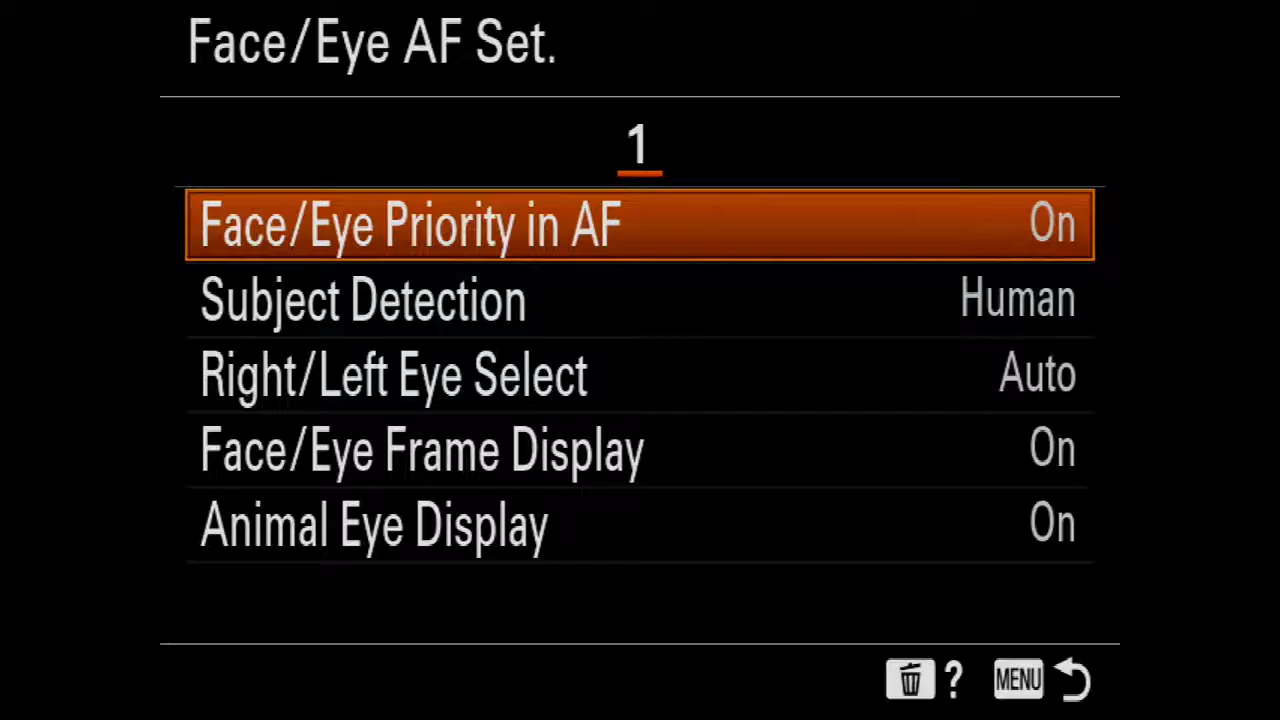 Face/Eye AF Set.
1
Face/Eye Priority in AF On
Subject Detection Human
Right/Left Eye Select Auto
Face/Eye Frame Display On
Animal Eye Display On
? MENU